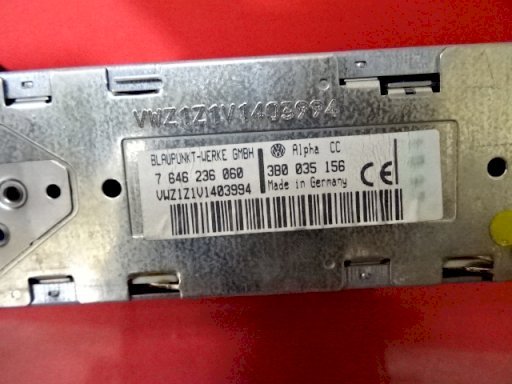 VWZ1Z1V1403994
BLAUPUNKT-WERKE GMBH
Alpha CC
7 646 236 060
3B0 035 156
VWZ1Z1V1403994
Made in Germany
CE